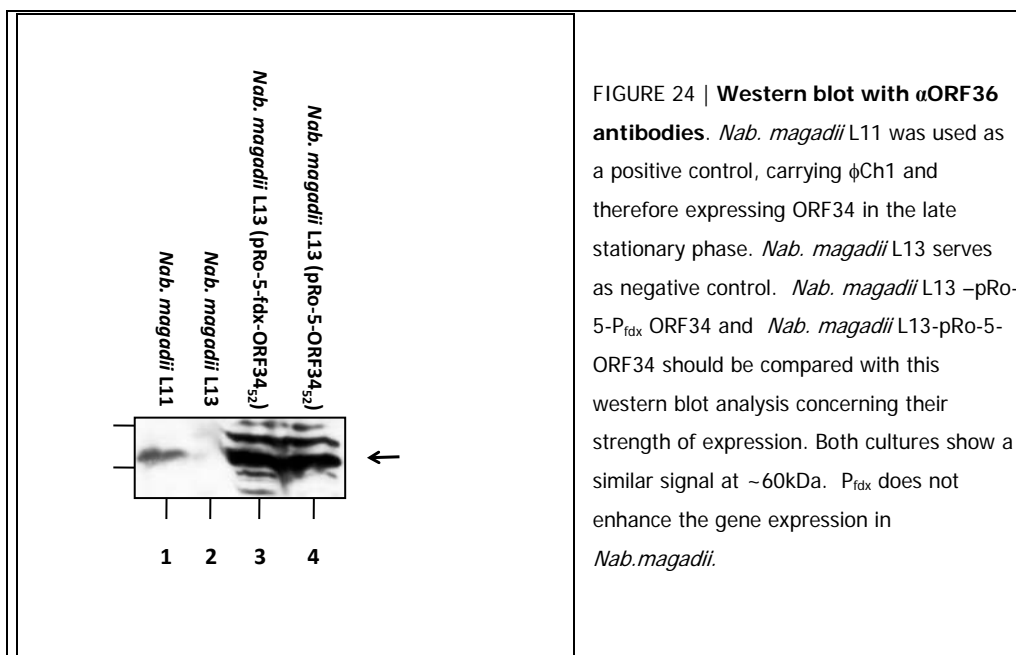 Nab. magadii L11
Nab. magadii L13
Nab. magadii L13 (pRo-5-fdx-ORF34₅₂)
Nab. magadii L13 (pRo-5-ORF34₅₂)
1 2 3 4
FIGURE 24 | Western blot with αORF36
antibodies. Nab. magadii L11 was used as
a positive control, carrying ϕCh1 and
therefore expressing ORF34 in the late
stationary phase. Nab. magadii L13 serves
as negative control. Nab. magadii L13 –pRo-
5-Pfdx ORF34 and Nab. magadii L13-pRo-5-
ORF34 should be compared with this
western blot analysis concerning their
strength of expression. Both cultures show a
similar signal at ~60kDa. Pfdx does not
enhance the gene expression in
Nab.magadii.